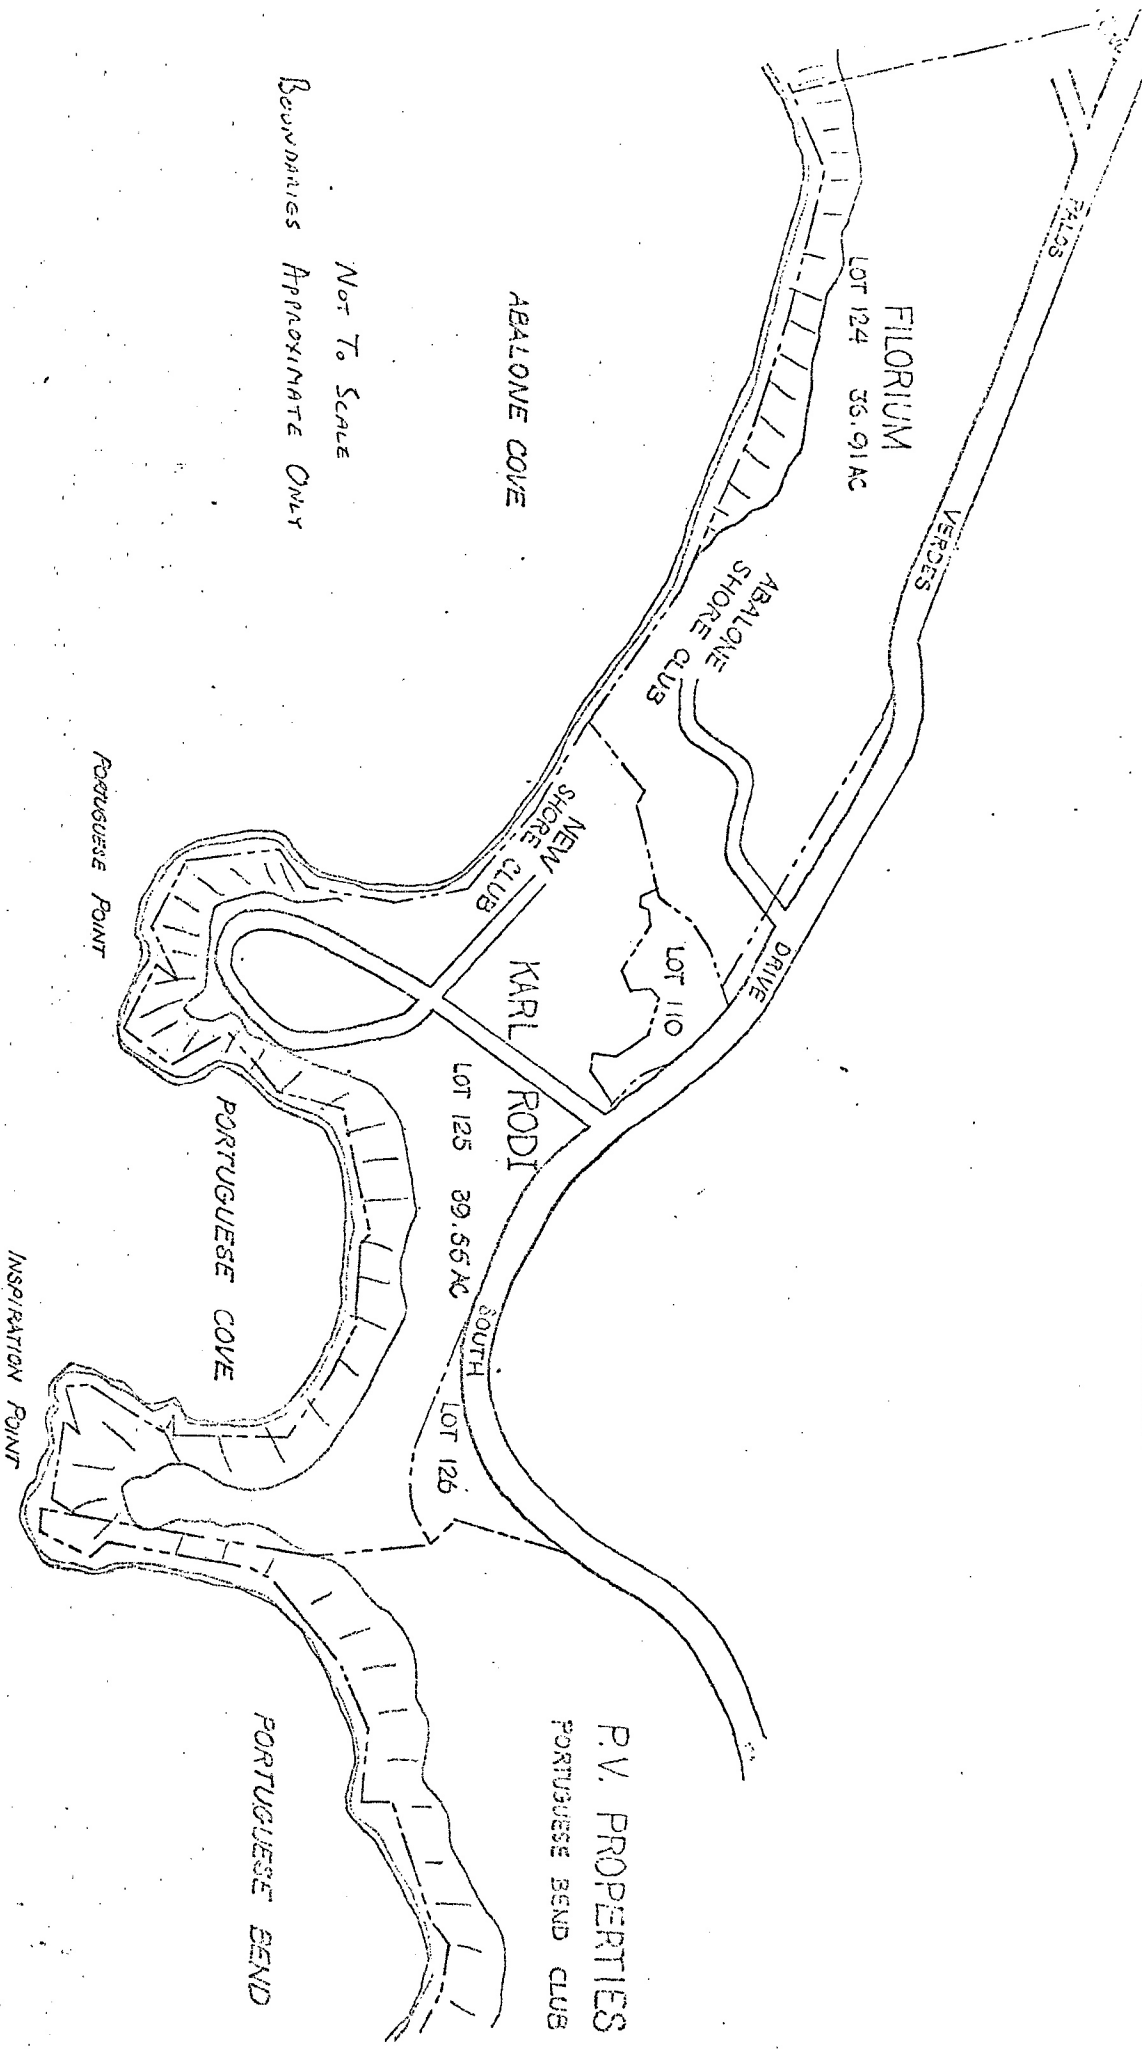 PALOS VERDES DRIVE SOUTH
FILORIUM
LOT 124 36.91 AC
ABALONE
SHORE CLUB
ABALONE COVE
NOT TO SCALE
BOUNDARIES APPROXIMATE ONLY
NEW
SHORE CLUB
LOT 110
KARL RODI
LOT 125 39.55 AC
PORTUGUESE POINT
PORTUGUESE COVE
LOT 126
INSPIRATION POINT
P.V. PROPERTIES
PORTUGUESE BEND CLUB
PORTUGUESE BEND